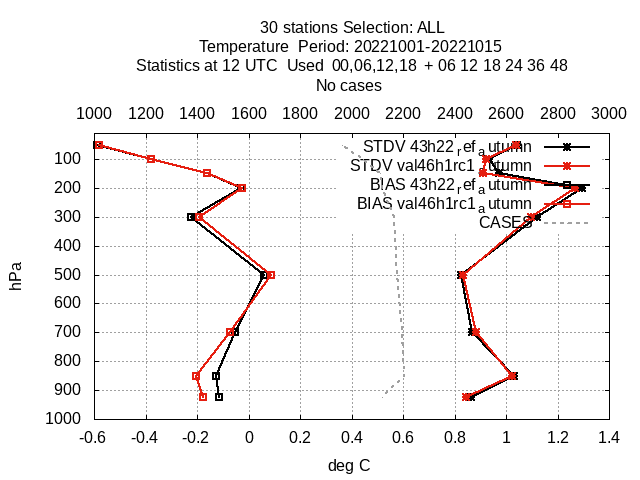 30 stations Selection: ALL
Temperature Period: 20221001-20221015
Statistics at 12 UTC Used 00,06,12,18 + 06 12 18 24 36 48
No cases
1000 1200 1400 1600 1800 2000 2200 2400 2600 2800 3000
STDV 43h22_ref_autumn
STDV val46h1rc1_autumn
BIAS 43h22_ref_autumn
BIAS val46h1rc1_autumn
CASES
100
200
300
400
500
600
700
800
900
1000
hPa
-0.6 -0.4 -0.2 0 0.2 0.4 0.6 0.8 1 1.2 1.4
deg C